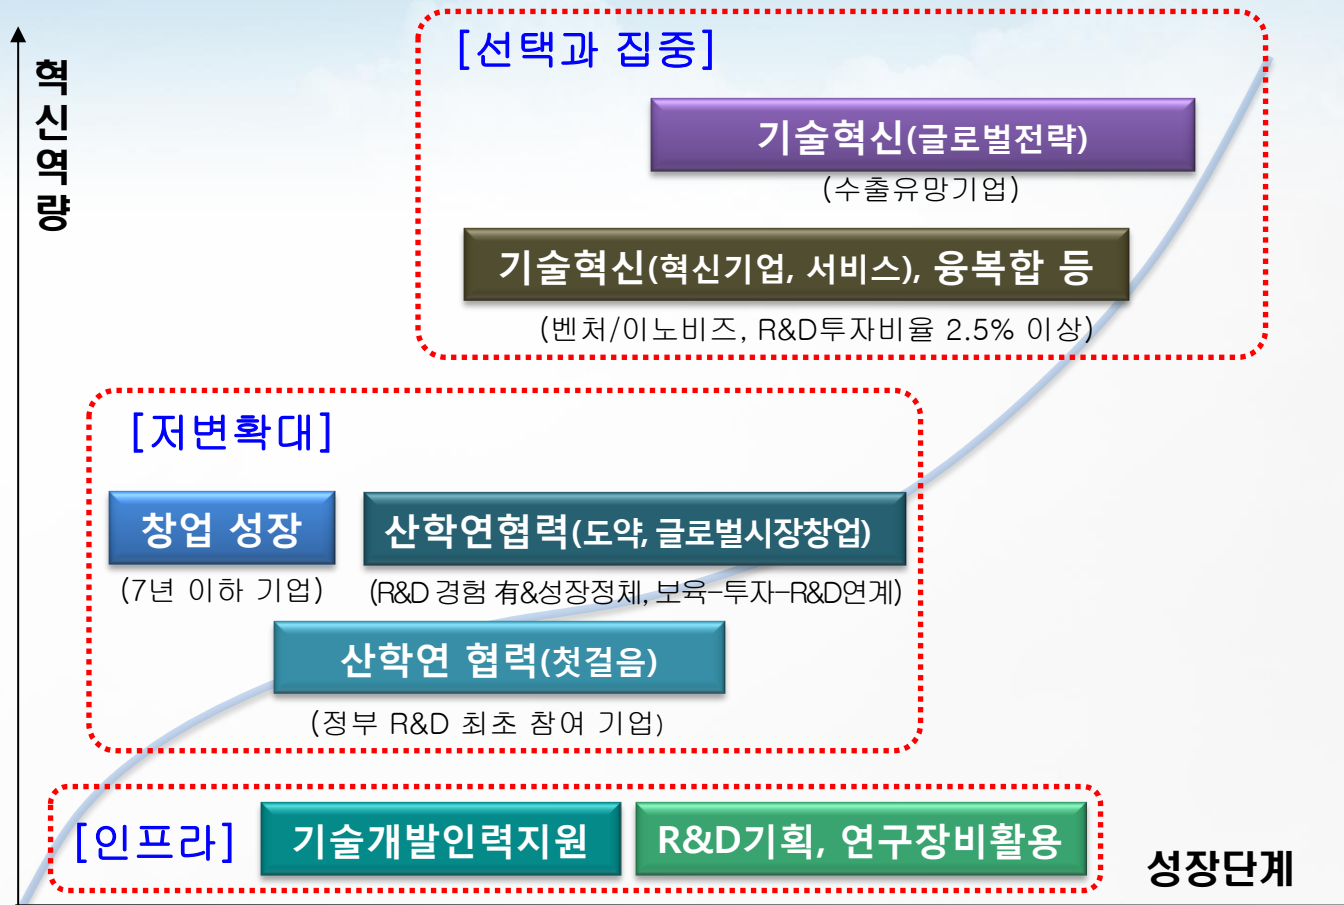 혁신역량
[선택과 집중]
기술혁신(글로벌전략)
(수출유망기업)
기술혁신(혁신기업, 서비스), 융복합 등
(벤처/이노비즈, R&D투자비율 2.5% 이상)
[저변확대]
창업 성장
(7년 이하 기업)
산학연협력(도약, 글로벌시장창업)
(R&D 경험 有&성장정체, 보육-투자-R&D연계)
산학연 협력(첫걸음)
(정부 R&D 최초 참여 기업)
[인프라]
기술개발인력지원
R&D기획, 연구장비활용
성장단계